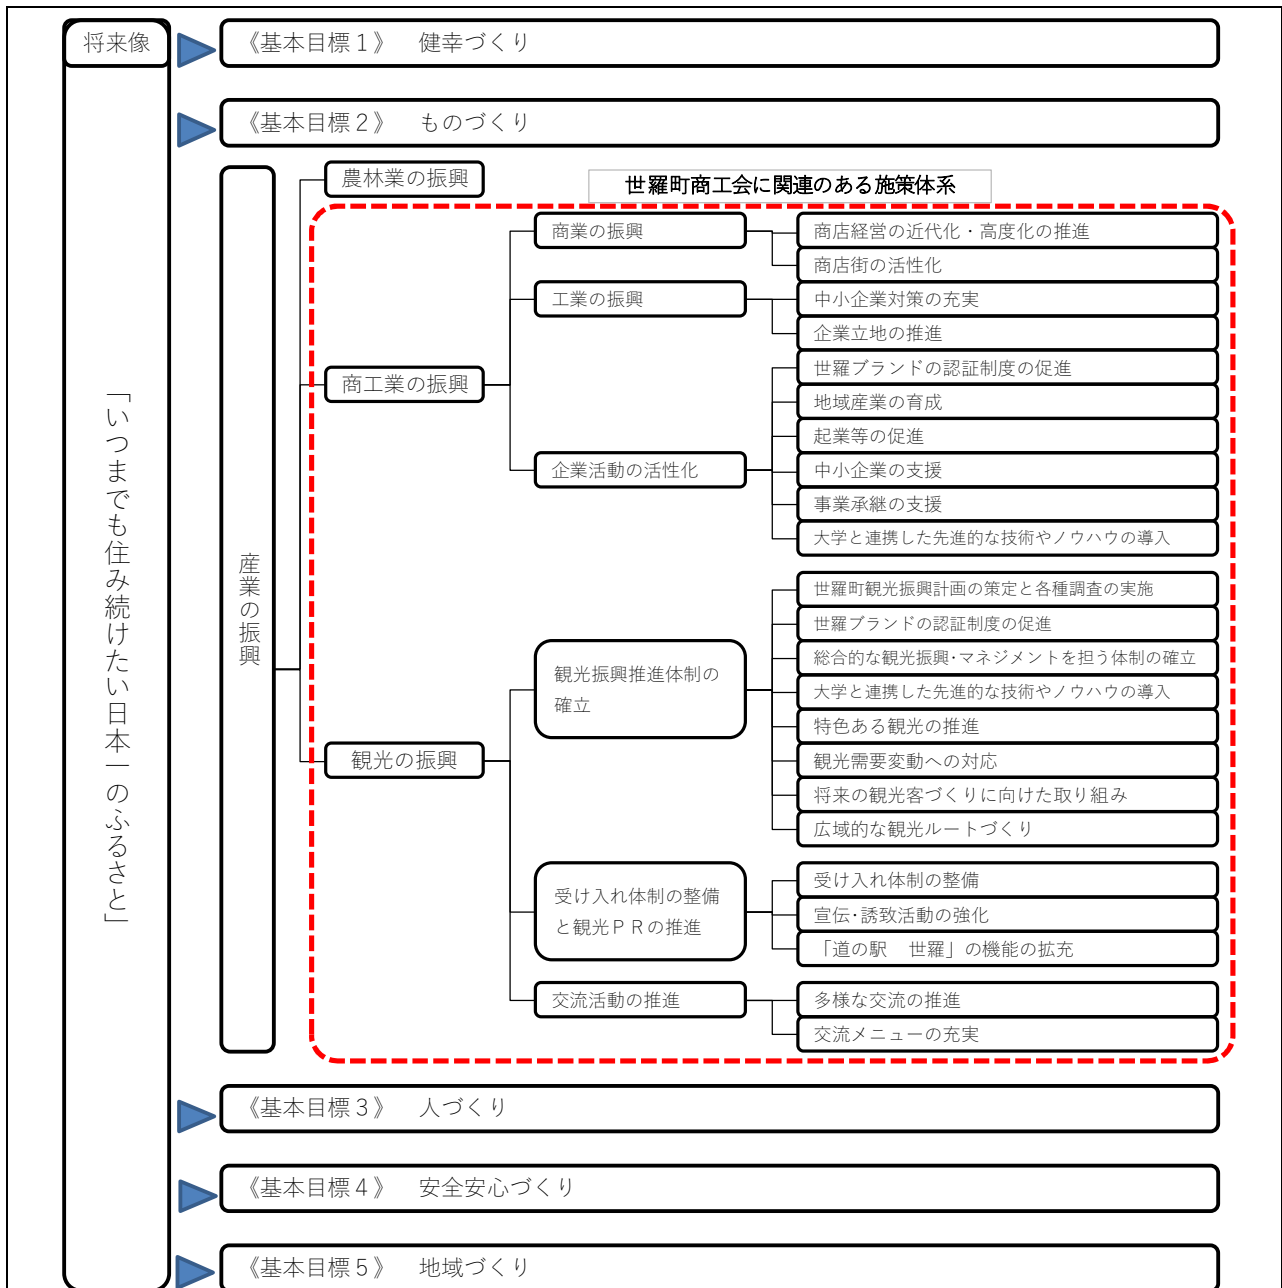 将来像
「いつまでも住み続けたい日本一のふるさと」
《基本目標１》　健幸づくり
《基本目標２》　ものづくり
産業の振興
農林業の振興
世羅町商工会に関連のある施策体系
商工業の振興
商業の振興
商店経営の近代化・高度化の推進
商店街の活性化
工業の振興
中小企業対策の充実
企業立地の推進
企業活動の活性化
世羅ブランドの認証制度の促進
地域産業の育成
起業等の促進
中小企業の支援
事業承継の支援
大学と連携した先進的な技術やノウハウの導入
観光の振興
観光振興推進体制の
確立
世羅町観光振興計画の策定と各種調査の実施
世羅ブランドの認証制度の促進
総合的な観光振興･マネジメントを担う体制の確立
大学と連携した先進的な技術やノウハウの導入
特色ある観光の推進
観光需要変動への対応
将来の観光客づくりに向けた取り組み
広域的な観光ルートづくり
受け入れ体制の整備
と観光ＰＲの推進
受け入れ体制の整備
宣伝･誘致活動の強化
「道の駅　世羅」の機能の拡充
交流活動の推進
多様な交流の推進
交流メニューの充実
《基本目標３》　人づくり
《基本目標４》　安全安心づくり
《基本目標５》　地域づくり